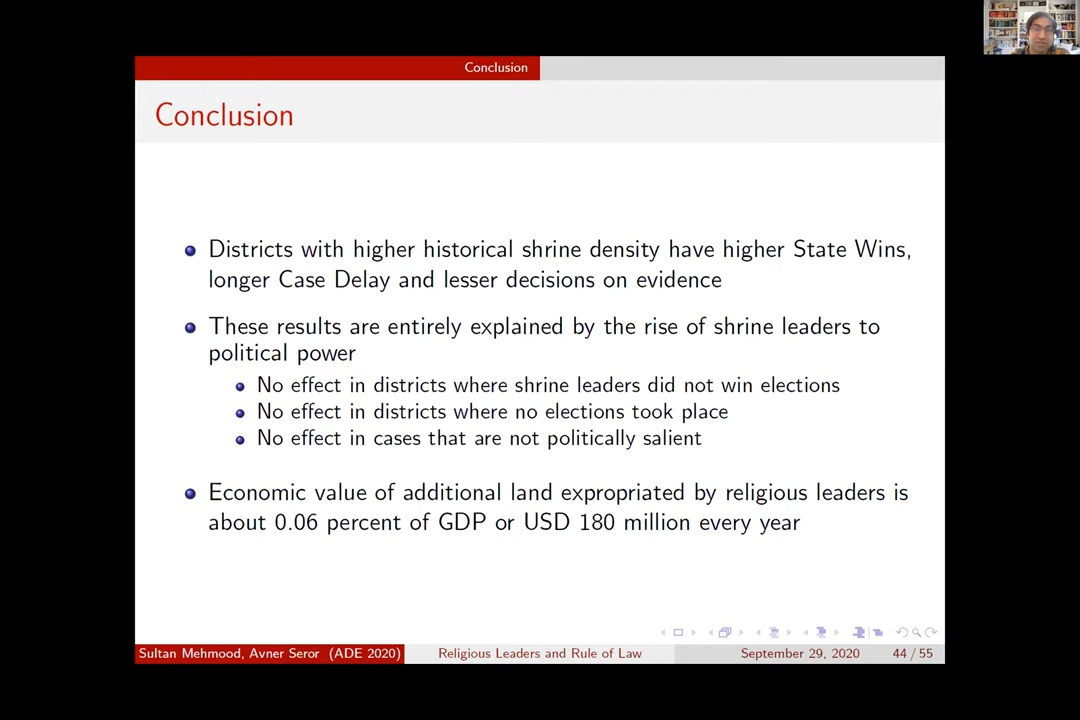 Conclusion
Conclusion
Districts with higher historical shrine density have higher State Wins,
longer Case Delay and lesser decisions on evidence
These results are entirely explained by the rise of shrine leaders to
political power
No effect in districts where shrine leaders did not win elections
No effect in districts where no elections took place
No effect in cases that are not politically salient
Economic value of additional land expropriated by religious leaders is
about 0.06 percent of GDP or USD 180 million every year
Sultan Mehmood, Avner Seror (ADE 2020) Religious Leaders and Rule of Law September 29, 2020 44 / 55